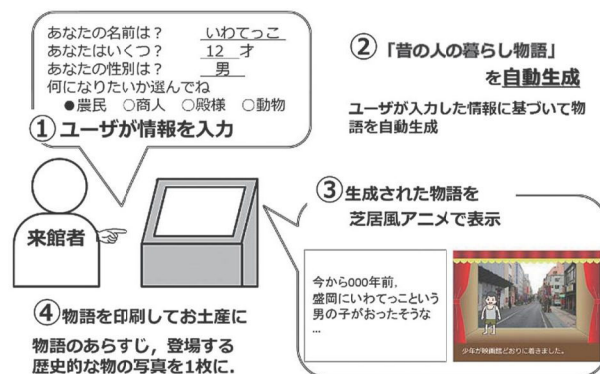 あなたの名前は？ いわてっこ
あなたはいくつ？ 12 才
あなたの性別は？ 男
何になりたいか選んでね
●農民 ○商人 ○殿様 ○動物
① ユーザが情報を入力
②「昔の人の暮らし物語」
を自動生成
ユーザが入力した情報に基づいて物
語を自動生成
来館者
③生成された物語を
芝居風アニメで表示
今から000年前,
盛岡にいわてっこという
男の子がおったそうな
...
少年が映画館どおりに着きました。
④物語を印刷してお土産に
物語のあらすじ，登場する
歴史的な物の写真を1枚に.